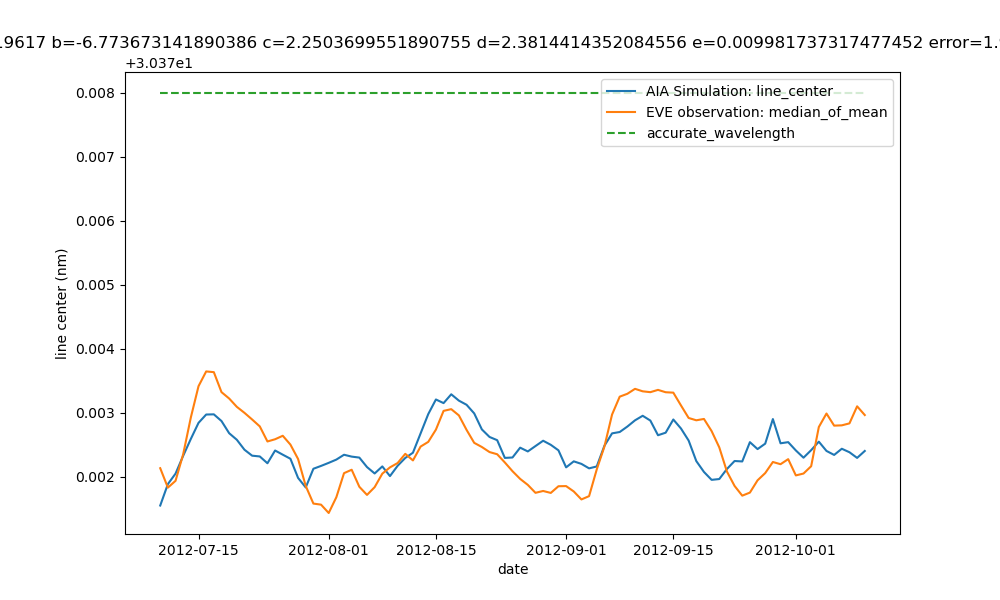 .9617 b=-6.773673141890386 c=2.2503699551890755 d=2.3814414352084556 e=0.009981737317477452 error=1.
+3.037e1
AIA Simulation: line_center
EVE observation: median_of_mean
accurate_wavelength
0.008
0.007
0.006
0.005
0.004
0.003
0.002
line center (nm)
2012-07-15
2012-08-01
2012-08-15
2012-09-01
2012-09-15
2012-10-01
date